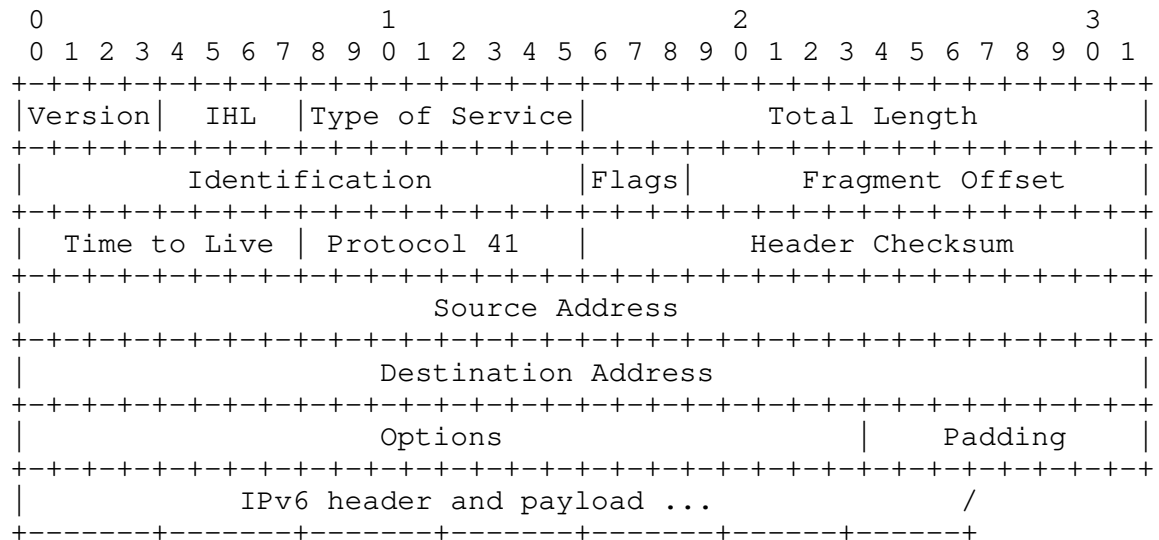 0                   1                   2                   3
 0 1 2 3 4 5 6 7 8 9 0 1 2 3 4 5 6 7 8 9 0 1 2 3 4 5 6 7 8 9 0 1
+-+-+-+-+-+-+-+-+-+-+-+-+-+-+-+-+-+-+-+-+-+-+-+-+-+-+-+-+-+-+-+-+
|Version|  IHL  |Type of Service|          Total Length         |
+-+-+-+-+-+-+-+-+-+-+-+-+-+-+-+-+-+-+-+-+-+-+-+-+-+-+-+-+-+-+-+-+
|         Identification        |Flags|      Fragment Offset    |
+-+-+-+-+-+-+-+-+-+-+-+-+-+-+-+-+-+-+-+-+-+-+-+-+-+-+-+-+-+-+-+-+
|  Time to Live | Protocol 41   |         Header Checksum       |
+-+-+-+-+-+-+-+-+-+-+-+-+-+-+-+-+-+-+-+-+-+-+-+-+-+-+-+-+-+-+-+-+
|                       Source Address                          |
+-+-+-+-+-+-+-+-+-+-+-+-+-+-+-+-+-+-+-+-+-+-+-+-+-+-+-+-+-+-+-+-+
|                    Destination Address                        |
+-+-+-+-+-+-+-+-+-+-+-+-+-+-+-+-+-+-+-+-+-+-+-+-+-+-+-+-+-+-+-+-+
|                    Options                    |    Padding    |
+-+-+-+-+-+-+-+-+-+-+-+-+-+-+-+-+-+-+-+-+-+-+-+-+-+-+-+-+-+-+-+-+
|            IPv6 header and payload ...              /
+-------+-------+-------+-------+-------+------+------+